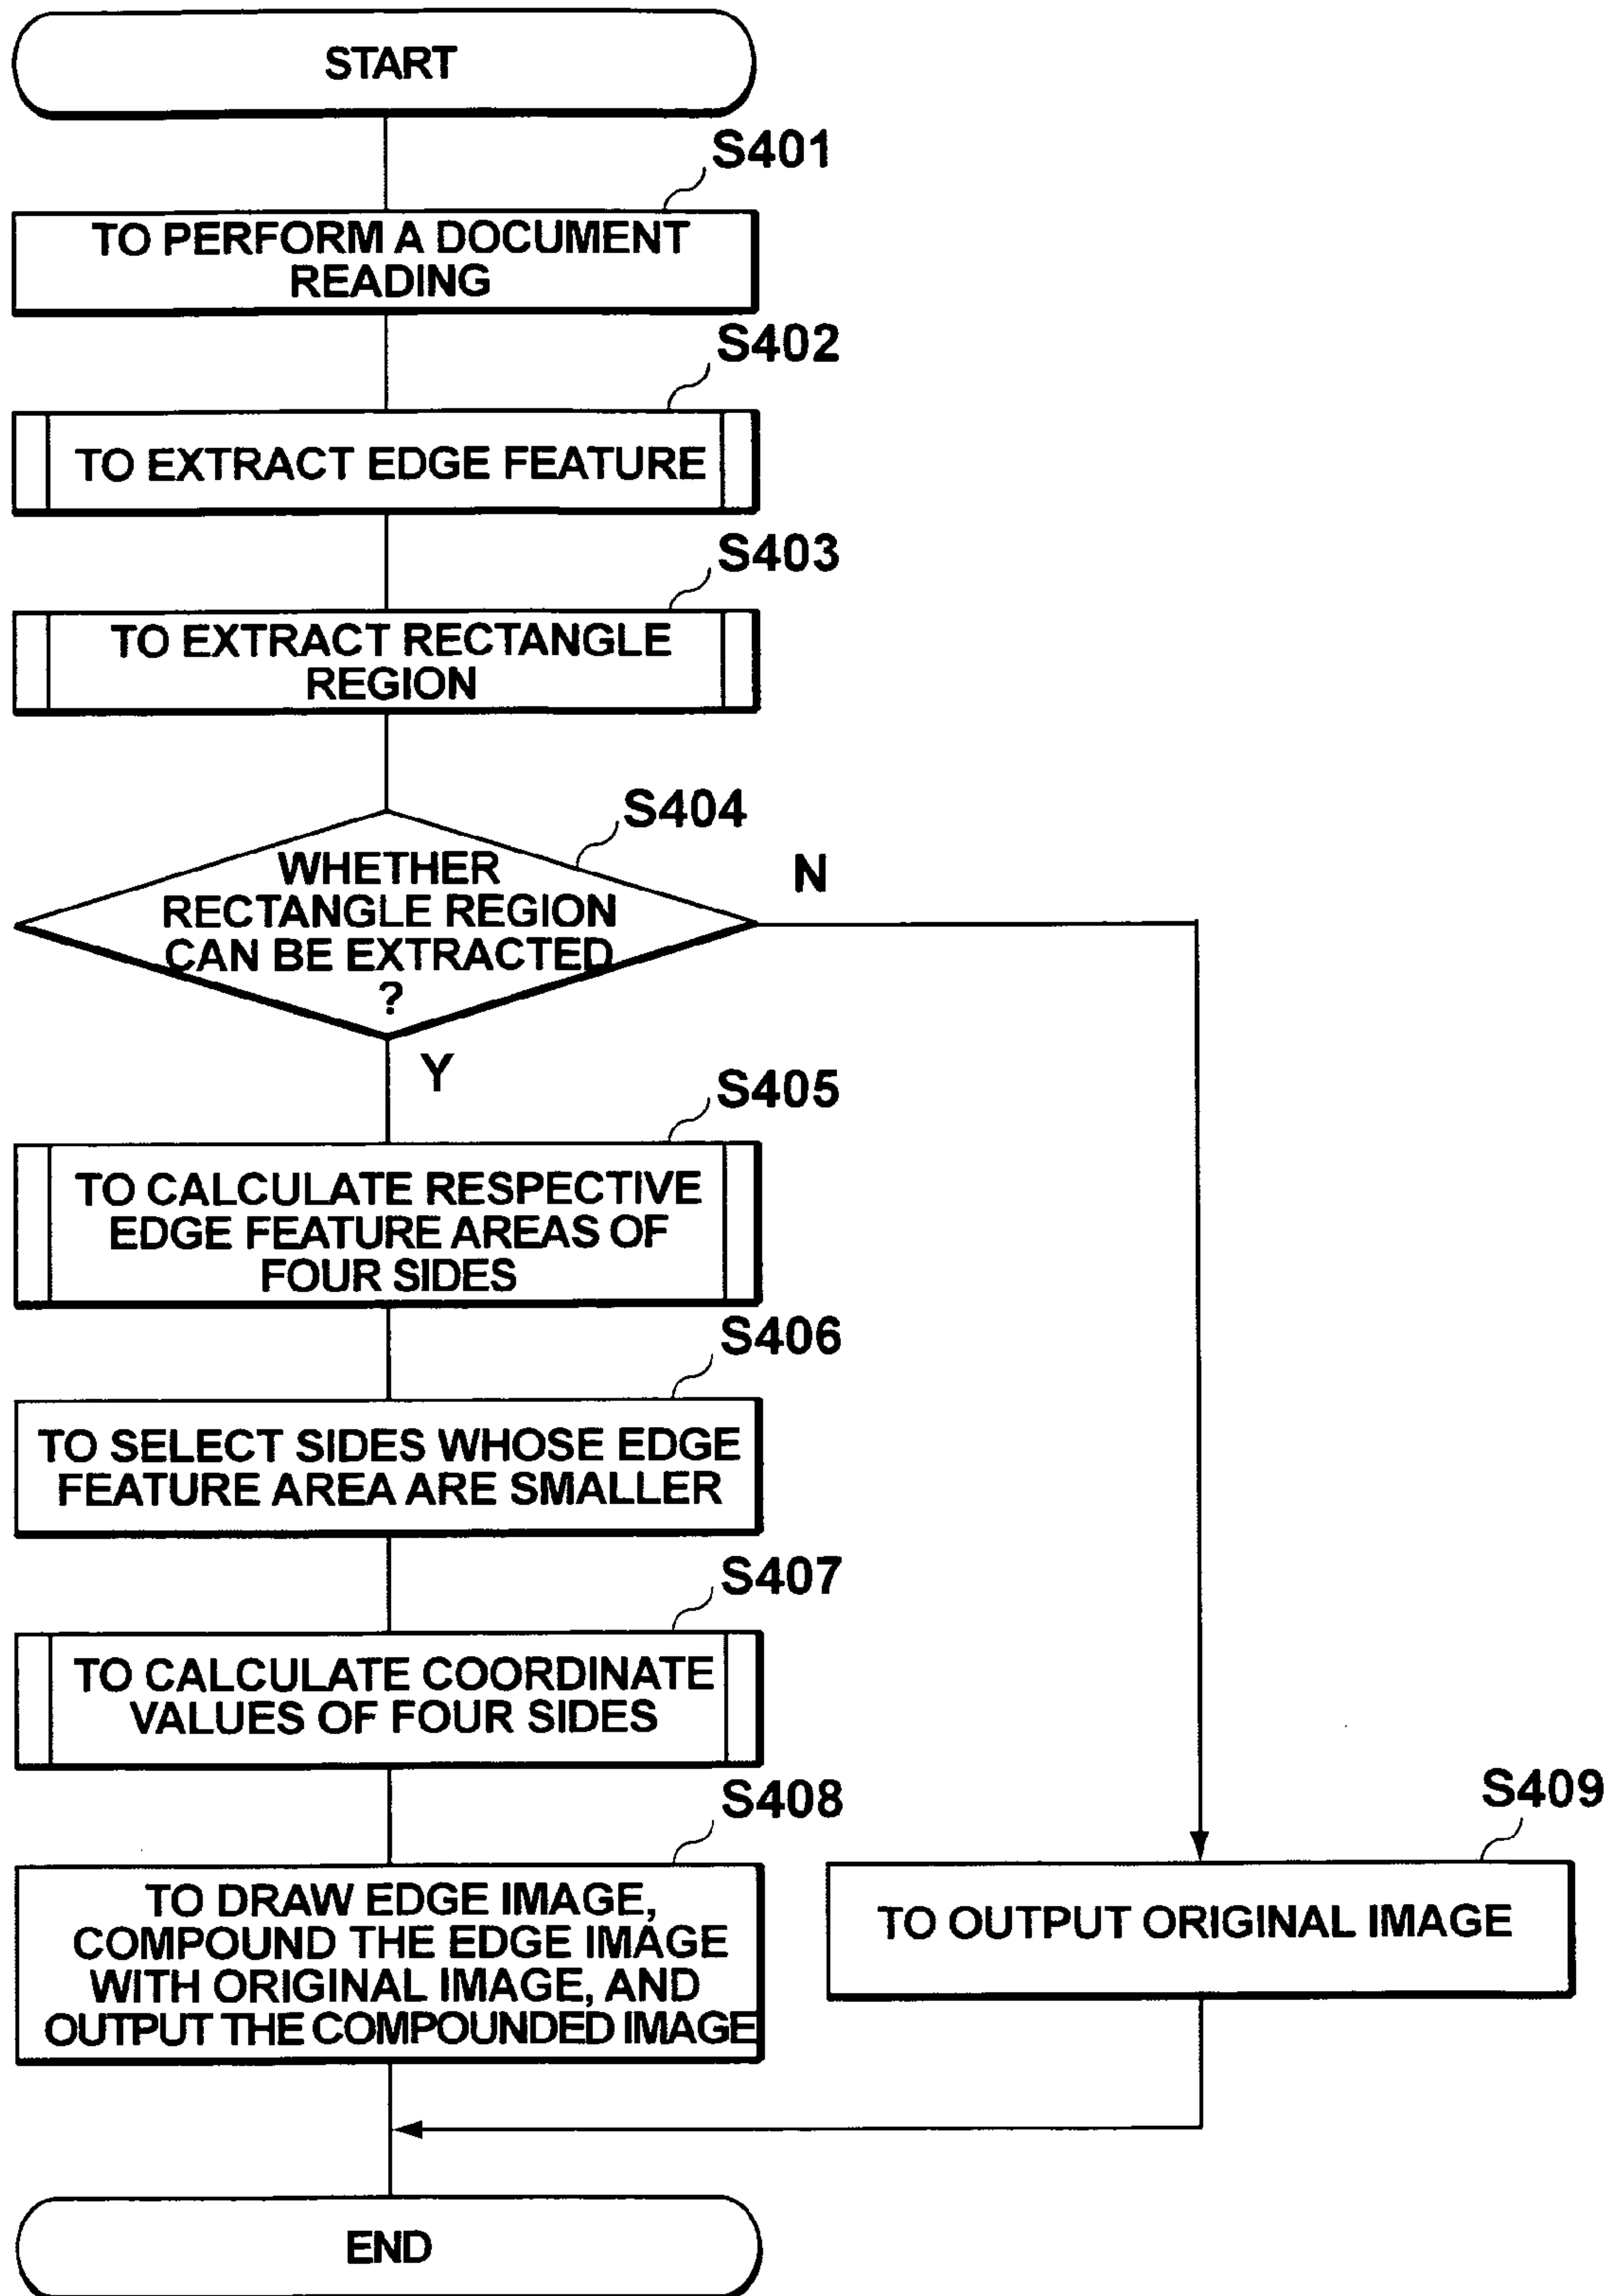 START
S401
TO PERFORM A DOCUMENT
READING
S402
TO EXTRACT EDGE FEATURE
S403
TO EXTRACT RECTANGLE
REGION
S404
WHETHER
RECTANGLE REGION
CAN BE EXTRACTED
?
N
Y
S405
TO CALCULATE RESPECTIVE
EDGE FEATURE AREAS OF
FOUR SIDES
S406
TO SELECT SIDES WHOSE EDGE
FEATURE AREA ARE SMALLER
S407
TO CALCULATE COORDINATE
VALUES OF FOUR SIDES
S408
TO DRAW EDGE IMAGE,
COMPOUND THE EDGE IMAGE
WITH ORIGINAL IMAGE, AND
OUTPUT THE COMPOUNDED IMAGE
S409
TO OUTPUT ORIGINAL IMAGE
END